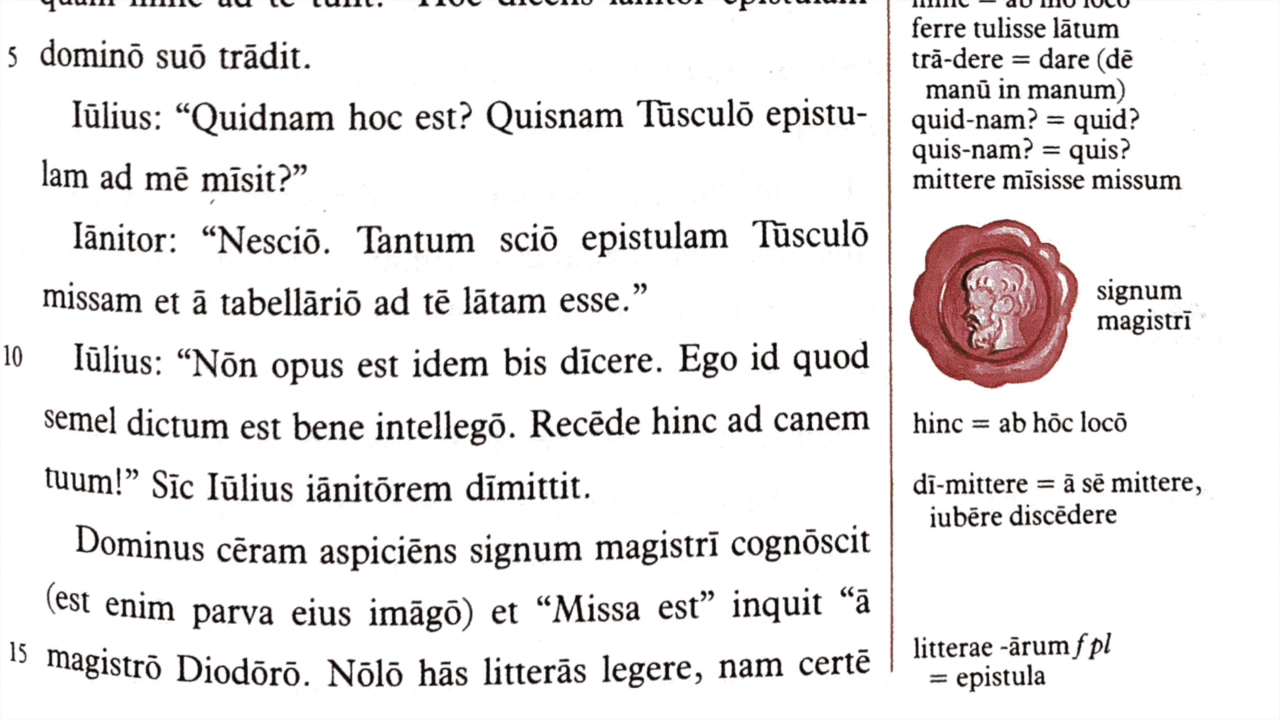 dominō suō trādit.
Iūlius: “Quidnam hoc est? Quisnam Tūsculō epistu-
lam ad mē mīsit?”
Iānitor: “Nesciō. Tantum sciō epistulam Tūsculō
missam et ā tabellāriō ad tē lātam esse.”
Iūlius: “Nōn opus est idem bis dīcere. Ego id quod
semel dictum est bene intellegō. Recēde hinc ad canem
tuum!” Sīc Iūlius iānitōrem dīmittit.
Dominus cēram aspiciēns signum magistrī cognōscit
(est enim parva eius imāgō) et “Missa est” inquit “ā
magistrō Diodōrō. Nōlō hās litterās legere, nam certē
5
10
15
ferre tulisse lātum
trā-dere = dare (dē
manū in manum)
quid-nam? = quid?
quis-nam? = quis?
mittere mīsisse missum
signum
magistrī
hinc = ab hōc locō
dī-mittere = ā sē mittere,
iubēre discēdere
litterae -ārum f pl
= epistula